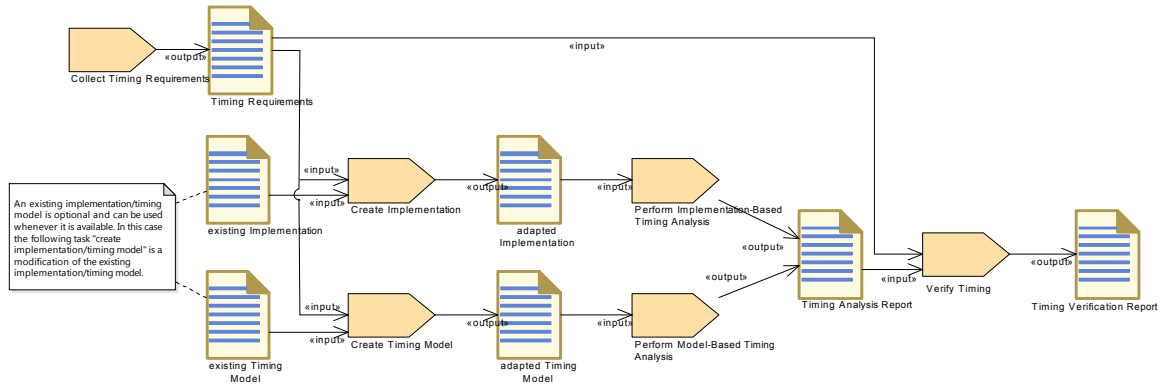 «output»
«input»
Collect Timing Requirements
Timing Requirements
«input»
«input»
existing Implementation
Create Implementation
«output»
adapted
Implementation
«input»
Perform Implementation-Based
Timing Analysis
An existing implementation/timing
model is optional and can be used
whenever it is available. In this case
the following task "create
implementation/timing model" is a
modification of the existing
implementation/timing model.
«output»
«output»
Timing Analysis Report
«input»
Verify Timing
«output»
Timing Verification Report
«input»
«input»
existing Timing
Model
Create Timing Model
«output»
adapted Timing
Model
«input»
Perform Model-Based Timing
Analysis